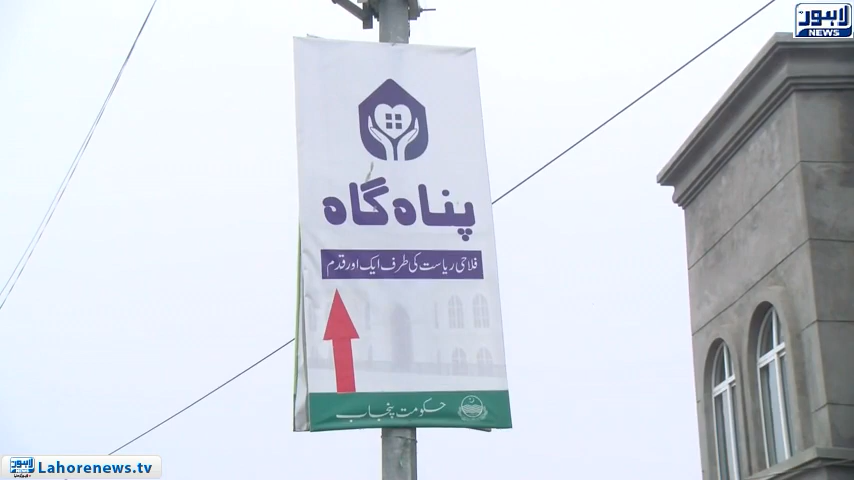 لاہور
NEWS
پناہ گاہ
فلاحی ریاست کی طرف ایک اور قدم
حکومت پنجاب
لاہور
Lahorenews.tv